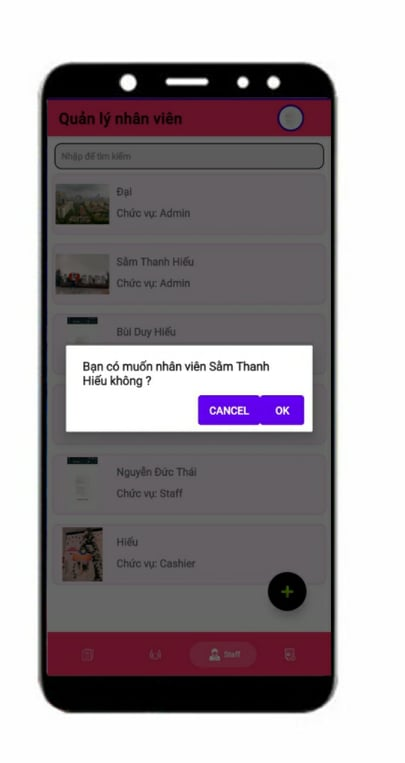 Quản lý nhân viên
Nhập để tìm kiếm
Đại
Chức vụ: Admin
Sằm Thanh Hiếu
Chức vụ: Admin
Bùi Duy Hiếu
Bạn có muốn nhân viên Sằm Thanh
Hiếu không ?
CANCEL OK
Nguyễn Đức Thái
Chức vụ: Staff
Hiếu
Chức vụ: Cashier
+
Staff